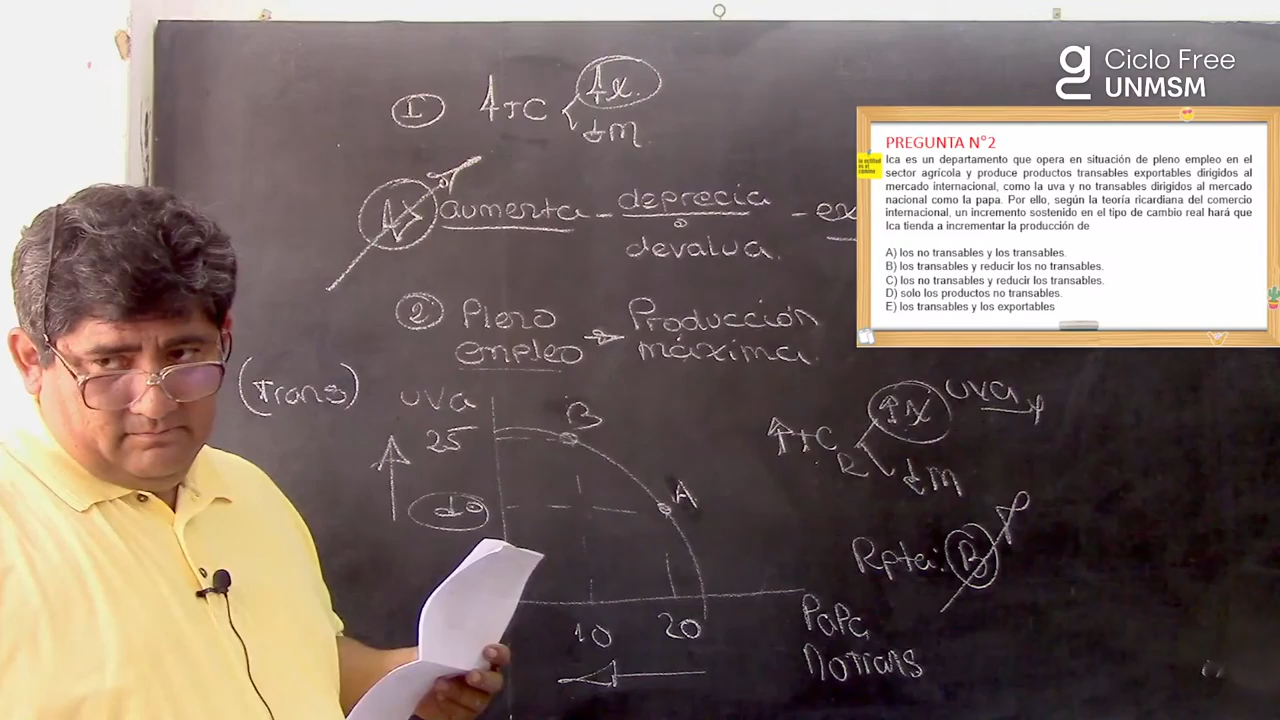 Ciclo Free
UNMSM
PREGUNTA N°2
Ica es un departamento que opera en situación de pleno empleo en el
sector agrícola y produce productos transables exportables dirigidos al
mercado internacional, como la uva y no transables dirigidos al mercado
nacional como la papa. Por ello, según la teoría ricardiana del comercio
internacional, un incremento sostenido en el tipo de cambio real hará que
Ica tienda a incrementar la producción de
A) los no transables y los transables.
B) los transables y reducir los no transables.
C) los no transables y reducir los transables.
D) solo los productos no transables.
E) los transables y los exportables
1 ↑TC ↑x.
↓m
aumenta - deprecia - ex
o
devalua.
2 Pleno → Producción
empleo máxima.
(Trans) uva
25 B
A
10 20
Papa
no trans
↑TC R ↑x uva
↓m
Rpta: B